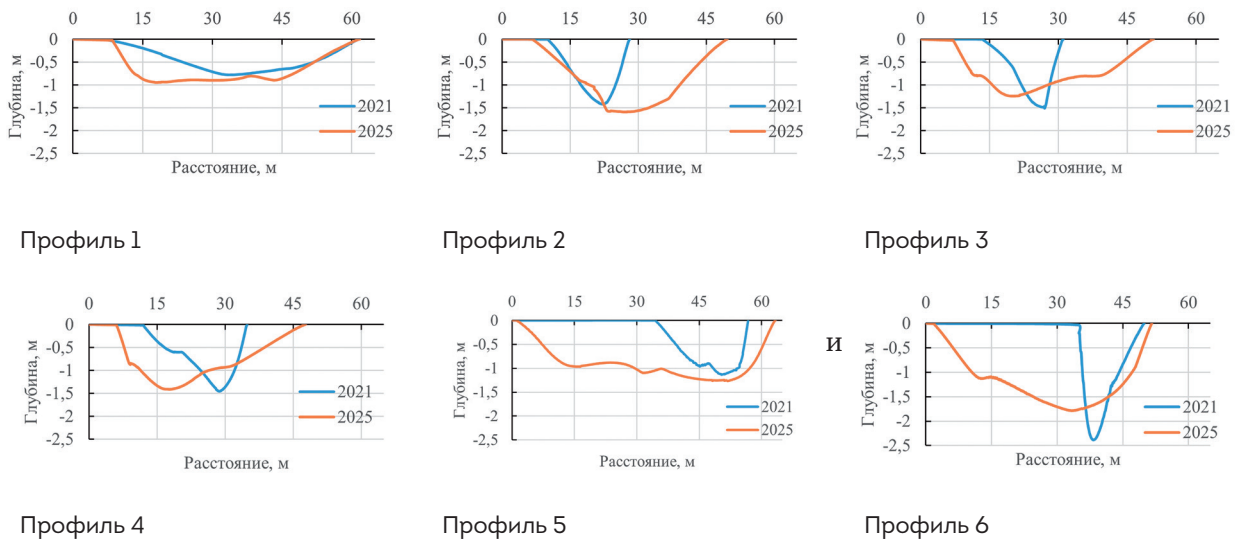 0 15 30 45 60
0
-0,5
-1
-1,5
-2
-2,5
Глубина, м
2021
2025
Расстояние, м
Профиль 1
0 15 30 45 60
0
-0,5
-1
-1,5
-2
-2,5
Глубина, м
2021
2025
Расстояние, м
Профиль 2
0 15 30 45 60
0
-0,5
-1
-1,5
-2
-2,5
Глубина, м
2021
2025
Расстояние, м
Профиль 3
0 15 30 45 60
0
-0,5
-1
-1,5
-2
-2,5
Глубина, м
2021
2025
Расстояние, м
Профиль 4
0 15 30 45 60
0
-0,5
-1
-1,5
-2
-2,5
Глубина, м
2021
2025
Расстояние, м
Профиль 5
и
0 15 30 45 60
0
-0,5
-1
-1,5
-2
-2,5
Глубина, м
2021
2025
Расстояние, м
Профиль 6